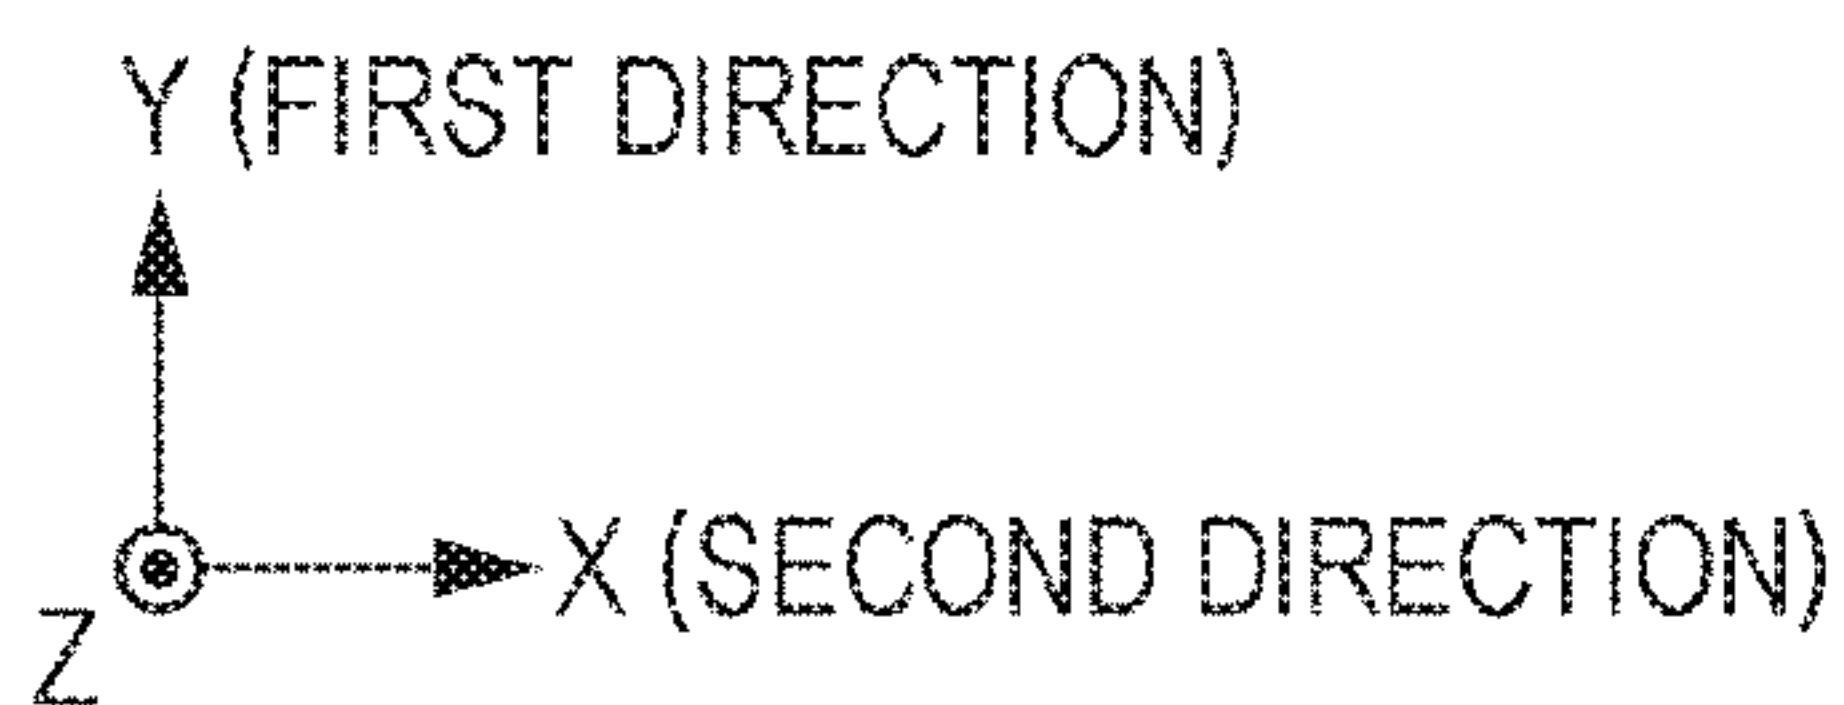 Y (FIRST DIRECTION)
X (SECOND DIRECTION)
Z